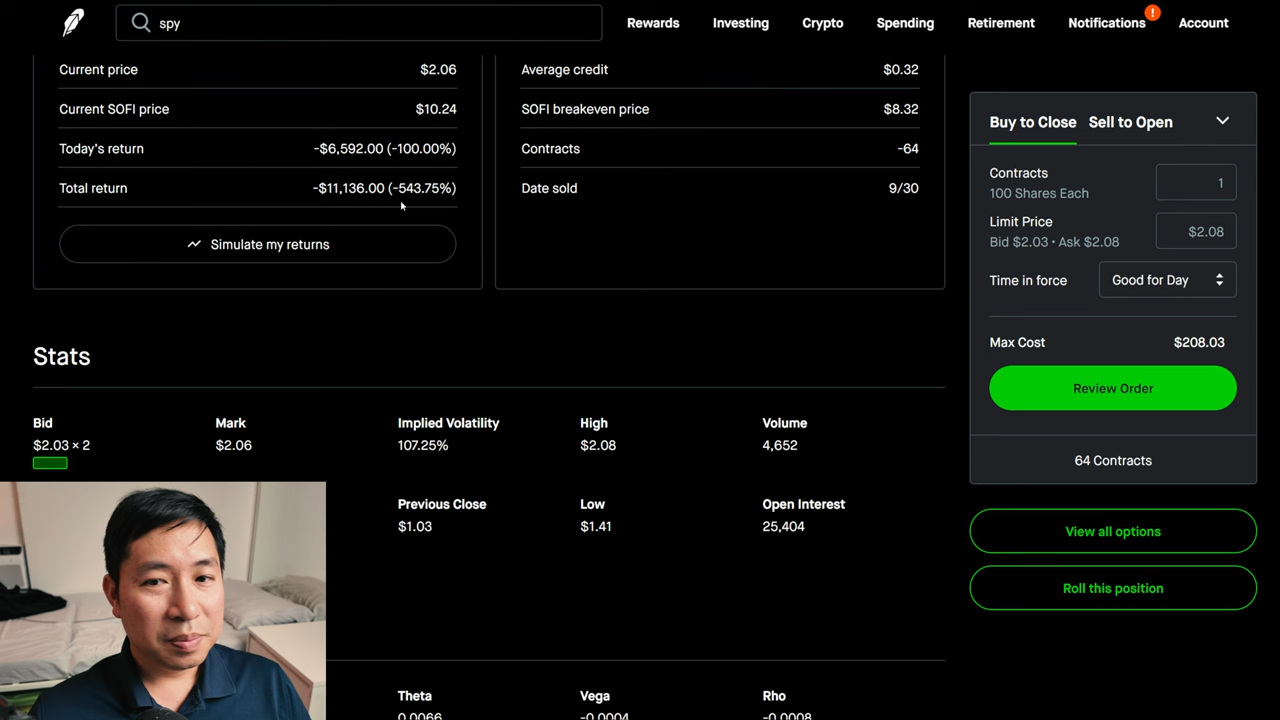 spy
Rewards
Investing
Crypto
Spending
Retirement
Notifications
!
Account
Current price $2.06
Current SOFI price $10.24
Today's return -$6,592.00 (-100.00%)
Total return -$11,136.00 (-543.75%)
Simulate my returns
Average credit $0.32
SOFI breakeven price $8.32
Contracts -64
Date sold 9/30
Buy to Close Sell to Open
Contracts
100 Shares Each
1
Limit Price
Bid $2.03 • Ask $2.08
$2.08
Time in force Good for Day
Max Cost $208.03
Review Order
64 Contracts
View all options
Roll this position
Stats
Bid
$2.03 × 2
Mark
$2.06
Implied Volatility
107.25%
High
$2.08
Volume
4,652
Previous Close
$1.03
Low
$1.41
Open Interest
25,404
Theta
0.0066
Vega
-0.0004
Rho
-0.0008